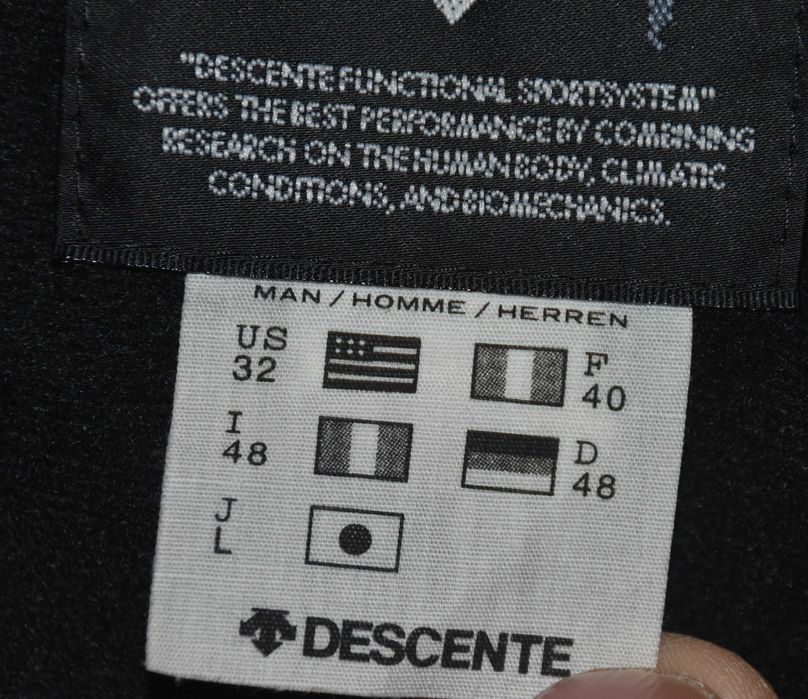 "DESCENTE FUNCTIONAL SPORTSYSTEM"
OFFERS THE BEST PERFORMANCE BY COMBINING
RESEARCH ON THE HUMAN BODY, CLIMATIC
CONDITIONS, AND BIOMECHANICS.
MAN / HOMME / HERREN
US
32
F
40
I
48
D
48
J
L
DESCENTE